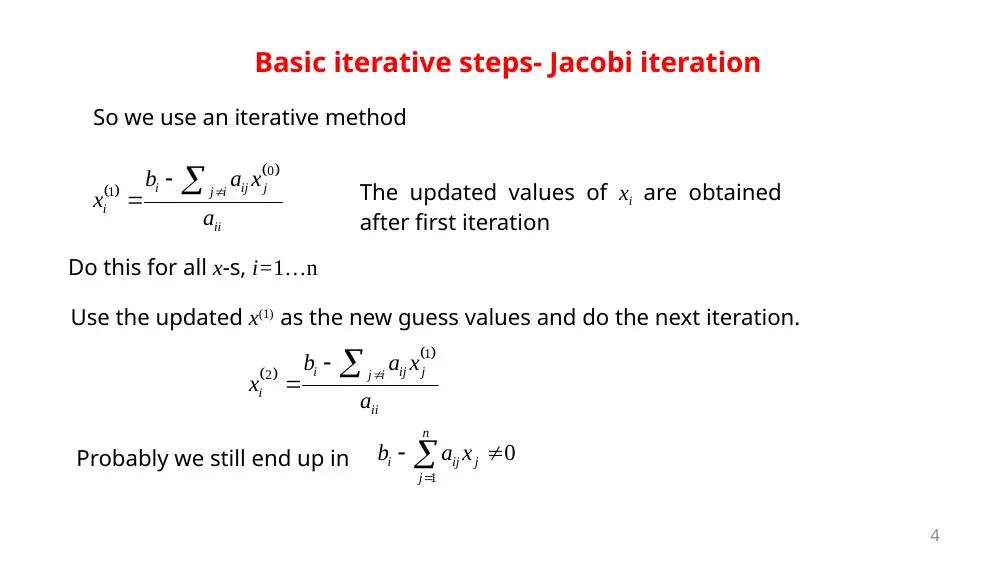 Basic iterative steps- Jacobi iteration
So we use an iterative method
x_i^(1) = (b_i - ∑_{j≠i} a_ij x_j^(0)) / a_ii
The updated values of x_i are obtained
after first iteration
Do this for all x-s, i=1…n
Use the updated x^(1) as the new guess values and do the next iteration.
x_i^(2) = (b_i - ∑_{j≠i} a_ij x_j^(1)) / a_ii
Probably we still end up in b_i - ∑_{j=1}^n a_ij x_j ≠0
4